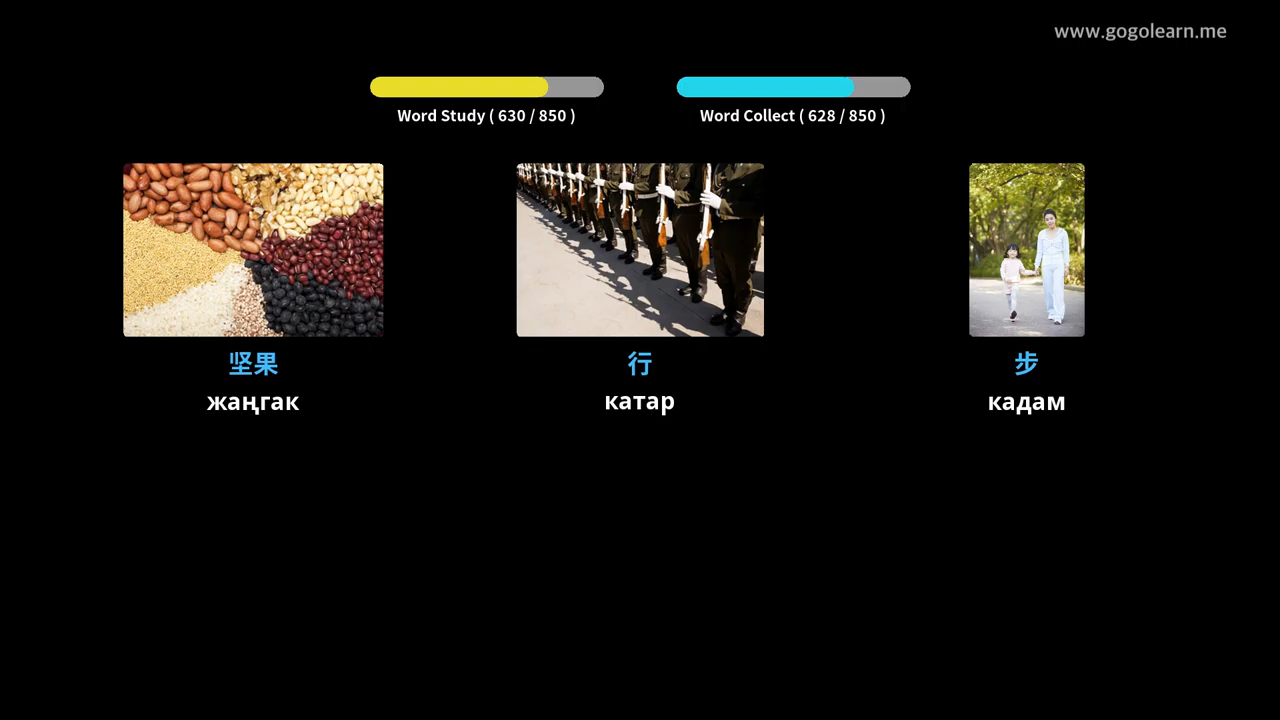 www.gogolearn.me
Word Study ( 630 / 850 )
Word Collect ( 628 / 850 )
坚果
жаңгак
行
катар
步
кадам